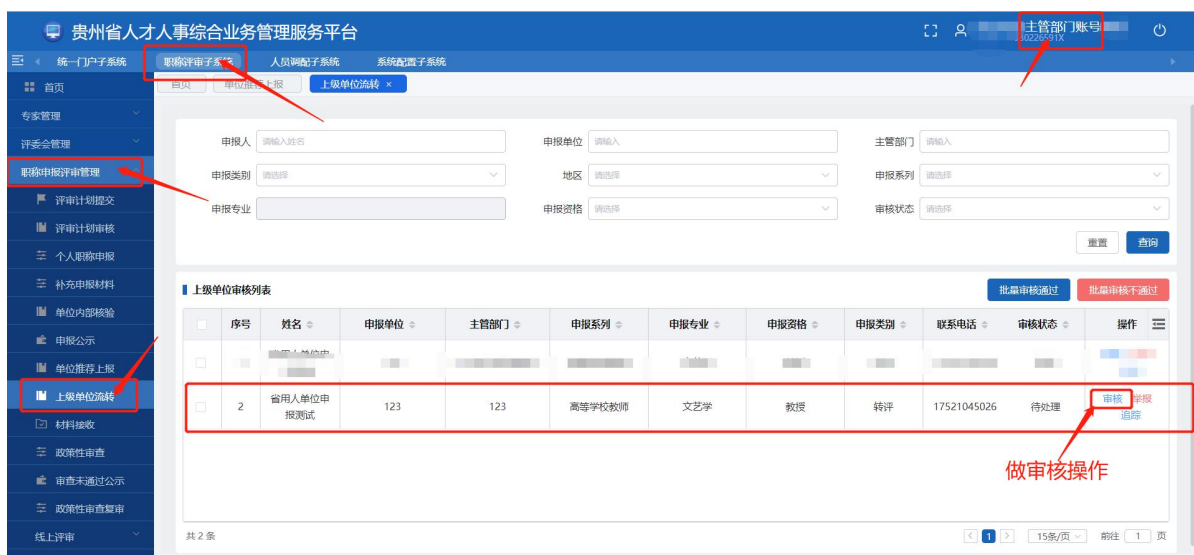 贵州省人才人事综合业务管理服务平台
主管部门账号
统一门户子系统 职称评审子系统 人员调配子系统 系统配置子系统
首页
首页 单位推荐上报 上级单位流转 ×
专家管理
评委会管理
职称申报评审管理
评审计划提交
评审计划审核
个人职称申报
补充申报材料
单位内部核验
申报公示
单位推荐上报
上级单位流转
材料接收
政策性审查
审查未通过公示
政策性审查复审
线上评审
申报人 请输入姓名 申报单位 请输入 主管部门 请输入
申报类别 请选择 地区 请选择 申报系列 请选择
申报专业 申报资格 请选择 审核状态 请选择
重置 查询
上级单位审核列表 批量审核通过 批量审核不通过
序号 姓名 申报单位 主管部门 申报系列 申报专业 申报资格 申报类别 联系电话 审核状态 操作
2 省用人单位申报测试 123 123 高等学校教师 文艺学 教授 转评 17521045026 待处理 审核 举报
追踪
做审核操作
共 2 条 1 15条/页 前往 1 页